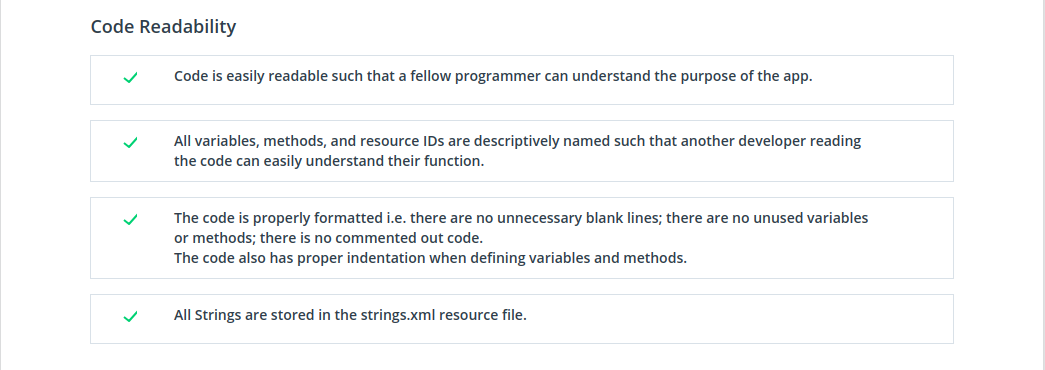 Code Readability
Code is easily readable such that a fellow programmer can understand the purpose of the app.
All variables, methods, and resource IDs are descriptively named such that another developer reading
the code can easily understand their function.
The code is properly formatted i.e. there are no unnecessary blank lines; there are no unused variables
or methods; there is no commented out code.
The code also has proper indentation when defining variables and methods.
All Strings are stored in the strings.xml resource file.